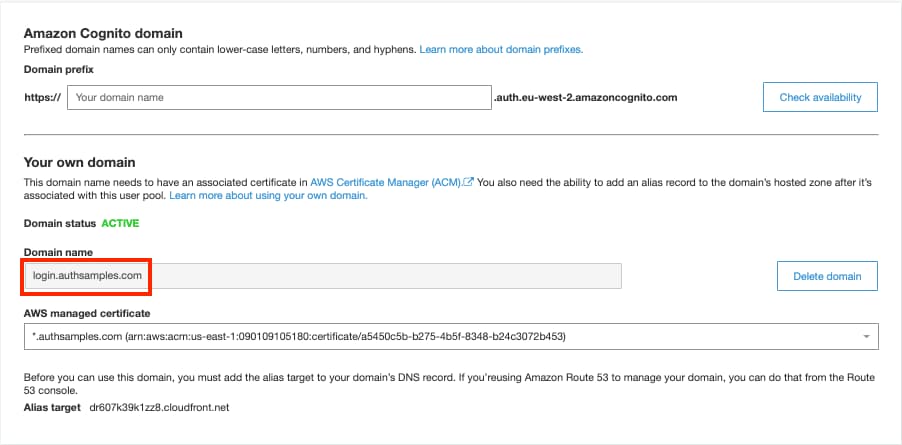 Amazon Cognito domain
Prefixed domain names can only contain lower-case letters, numbers, and hyphens. Learn more about domain prefixes.
Domain prefix
https:// Your domain name .auth.eu-west-2.amazoncognito.com Check availability
Your own domain
This domain name needs to have an associated certificate in AWS Certificate Manager (ACM). You also need the ability to add an alias record to the domain's hosted zone after it's
associated with this user pool. Learn more about using your own domain.
Domain status ACTIVE
Domain name
login.authsamples.com Delete domain
AWS managed certificate
*.authsamples.com (arn:aws:acm:us-east-1:090109105180:certificate/a5450c5b-b275-4b5f-8348-b24c3072b453)
Before you can use this domain, you must add the alias target to your domain's DNS record. If you'reusing Amazon Route 53 to manage your domain, you can do that from the Route
53 console.
Alias target dr607k39k1zz8.cloudfront.net